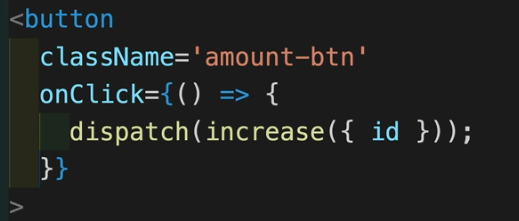 <button
className='amount-btn'
onClick={() => {
dispatch(increase({ id }));
}}
>